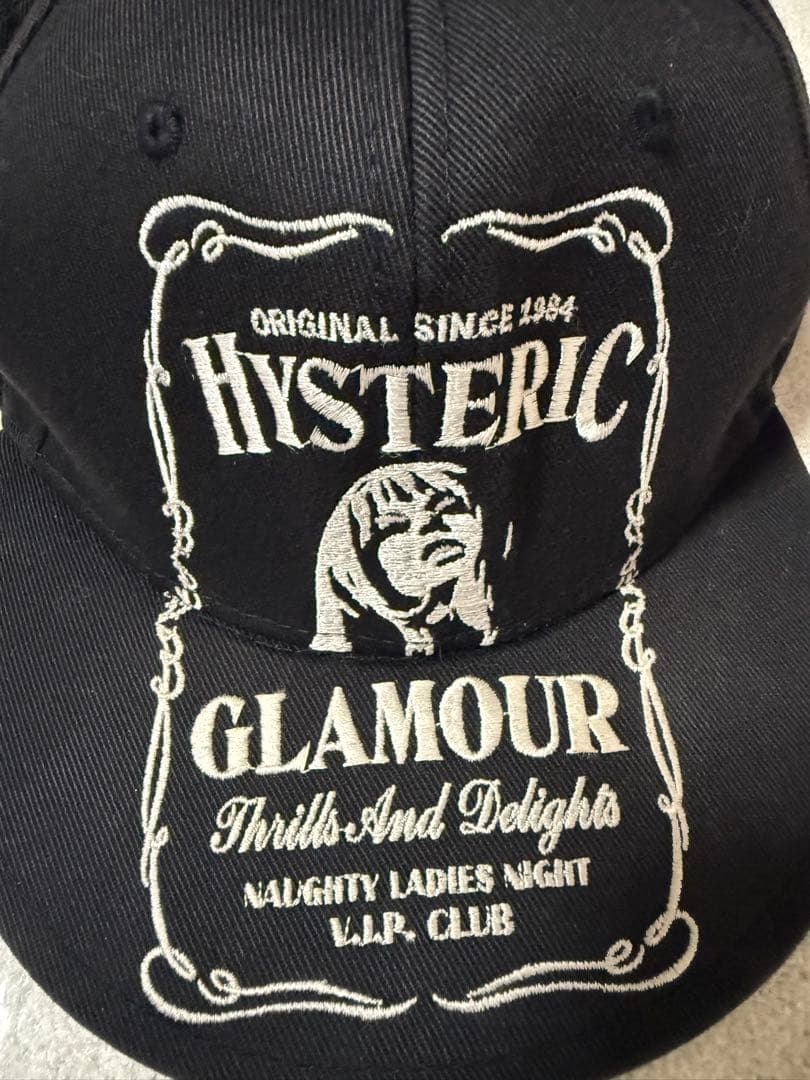 ORIGINAL SINCE 1984
HYSTERIC
GLAMOUR
Thrills And Delights
NAUGHTY LADIES NIGHT
V.I.P. CLUB